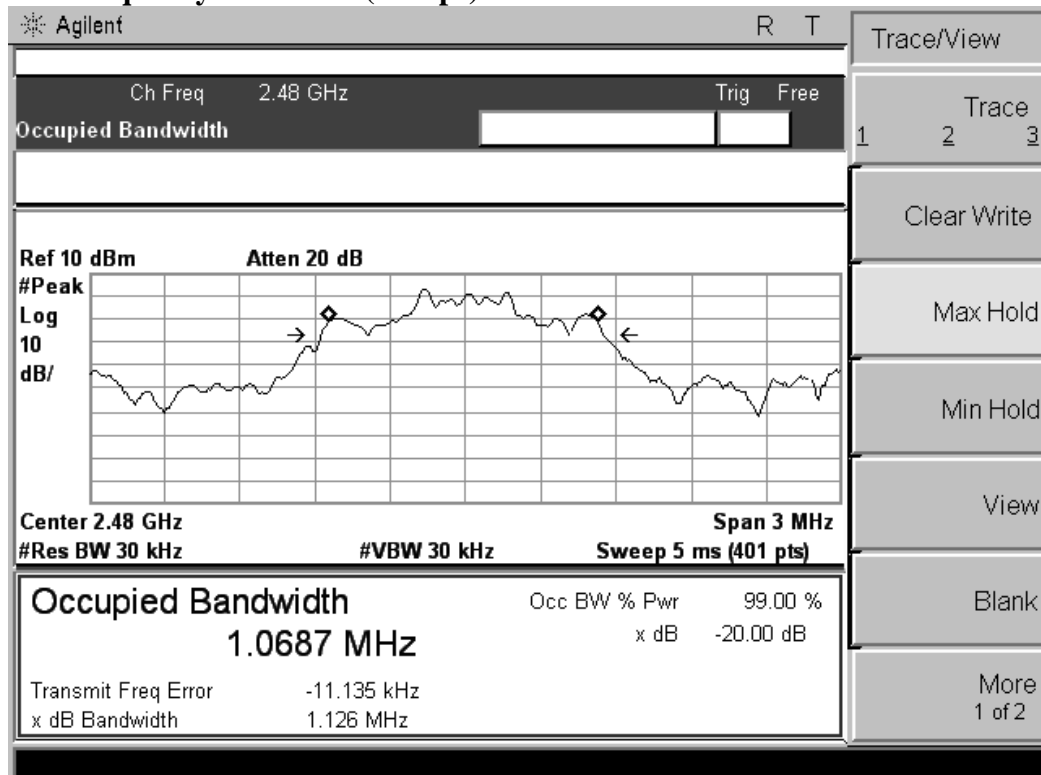 Agilent R T
Trace/View
Ch Freq 2.48 GHz Trig Free
Occupied Bandwidth
Trace
1 2 3
Clear Write
Ref 10 dBm Atten 20 dB
#Peak
Log
10
dB/
Max Hold
Min Hold
View
Center 2.48 GHz Span 3 MHz
#Res BW 30 kHz #VBW 30 kHz Sweep 5 ms (401 pts)
Occupied Bandwidth
1.0687 MHz
Occ BW % Pwr 99.00 %
x dB -20.00 dB
Transmit Freq Error -11.135 kHz
x dB Bandwidth 1.126 MHz
Blank
More
1 of 2